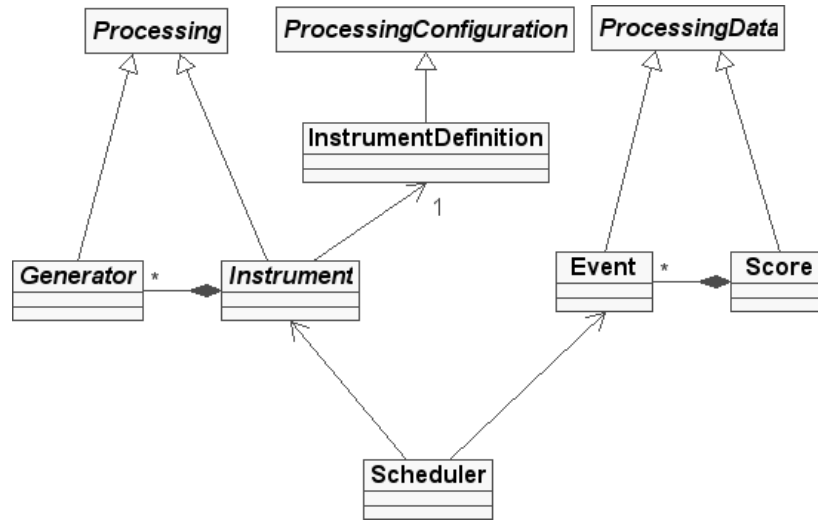 Processing
ProcessingConfiguration
ProcessingData
InstrumentDefinition
1
Generator
*
Instrument
Event
*
Score
Scheduler